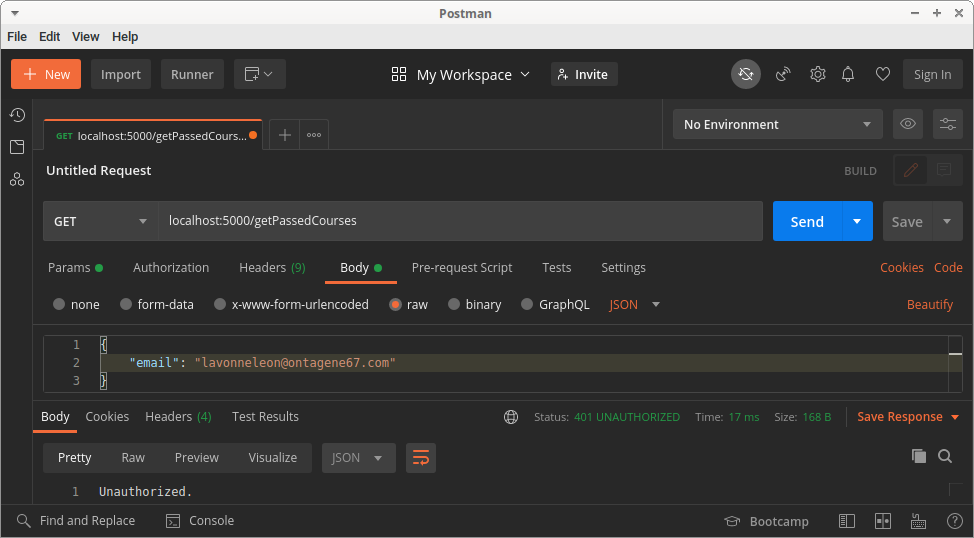 Postman
File Edit View Help
New Import Runner My Workspace Invite Sign In
GET localhost:5000/getPassedCours... No Environment
Untitled Request BUILD
GET localhost:5000/getPassedCourses Send Save
Params Authorization Headers (9) Body Pre-request Script Tests Settings Cookies Code
none form-data x-www-form-urlencoded raw binary GraphQL JSON Beautify
1 {
2 "email": "lavonneleon@ontagene67.com"
3 }
Body Cookies Headers (4) Test Results Status: 401 UNAUTHORIZED Time: 17 ms Size: 168 B Save Response
Pretty Raw Preview Visualize JSON
1 Unauthorized.
Find and Replace Console Bootcamp